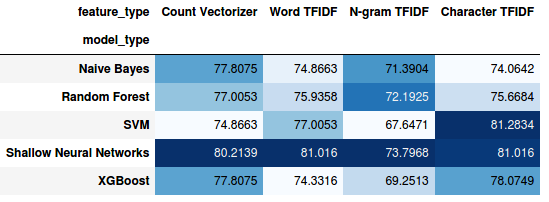 feature_type Count Vectorizer Word TFIDF N-gram TFIDF Character TFIDF
model_type
Naive Bayes 77.8075 74.8663 71.3904 74.0642
Random Forest 77.0053 75.9358 72.1925 75.6684
SVM 74.8663 77.0053 67.6471 81.2834
Shallow Neural Networks 80.2139 81.016 73.7968 81.016
XGBoost 77.8075 74.3316 69.2513 78.0749